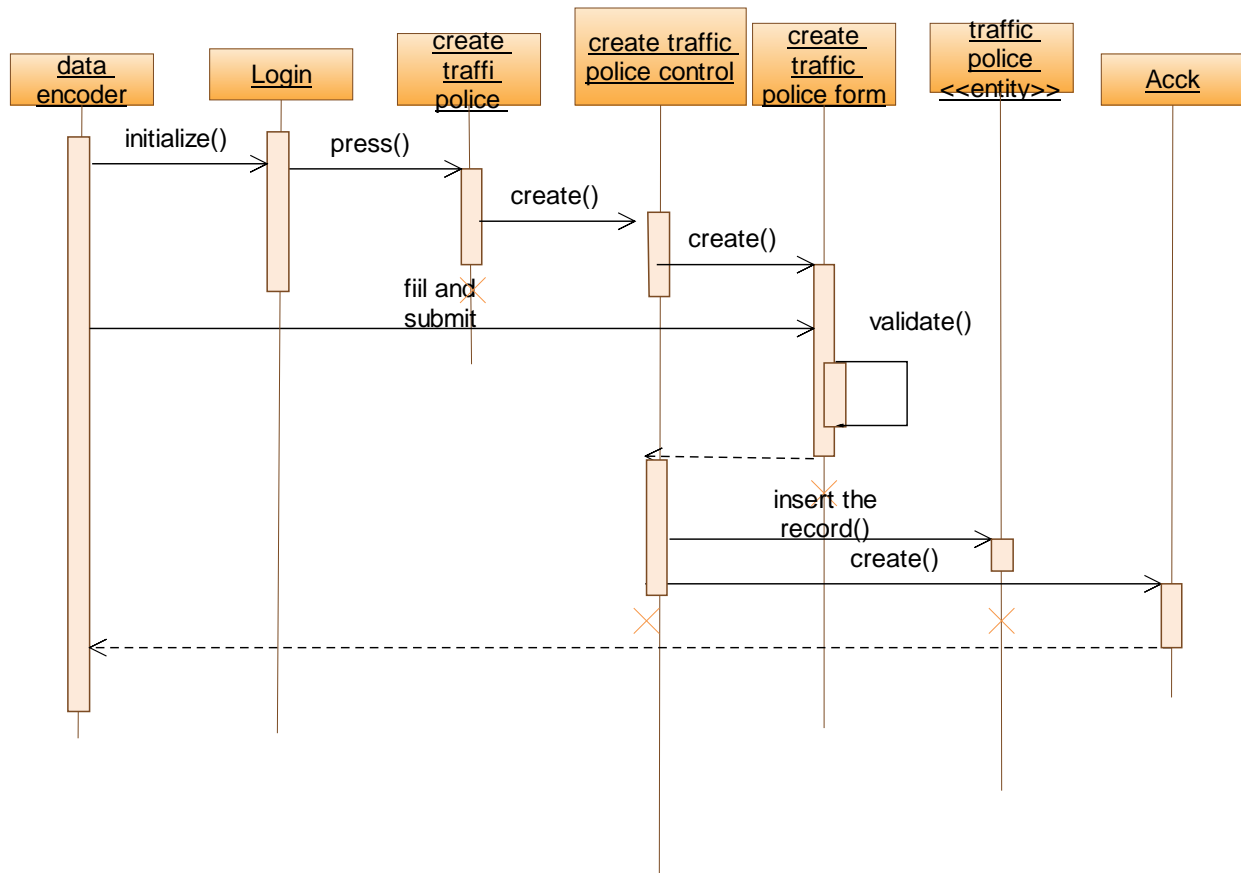 data
encoder
Login
create
traffi
police
create traffic
police control
create
traffic
police form
traffic
police
<<entity>>
Acck
initialize()
press()
create()
create()
fiil and
submit
validate()
insert the
record()
create()